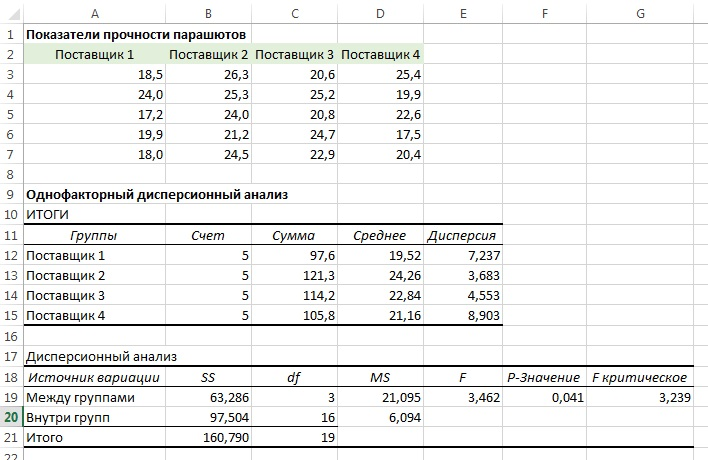 A B C D E F G
1 Показатели прочности парашютов
2 Поставщик 1 Поставщик 2 Поставщик 3 Поставщик 4
3 18,5 26,3 20,6 25,4
4 24,0 25,3 25,2 19,9
5 17,2 24,0 20,8 22,6
6 19,9 21,2 24,7 17,5
7 18,0 24,5 22,9 20,4
8
9 Однофакторный дисперсионный анализ
10 ИТОГИ
11 Группы Счет Сумма Среднее Дисперсия
12 Поставщик 1 5 97,6 19,52 7,237
13 Поставщик 2 5 121,3 24,26 3,683
14 Поставщик 3 5 114,2 22,84 4,553
15 Поставщик 4 5 105,8 21,16 8,903
16
17 Дисперсионный анализ
18 Источник вариации SS df MS F P-Значение F критическое
19 Между группами 63,286 3 21,095 3,462 0,041 3,239
20 Внутри групп 97,504 16 6,094
21 Итого 160,790 19
22